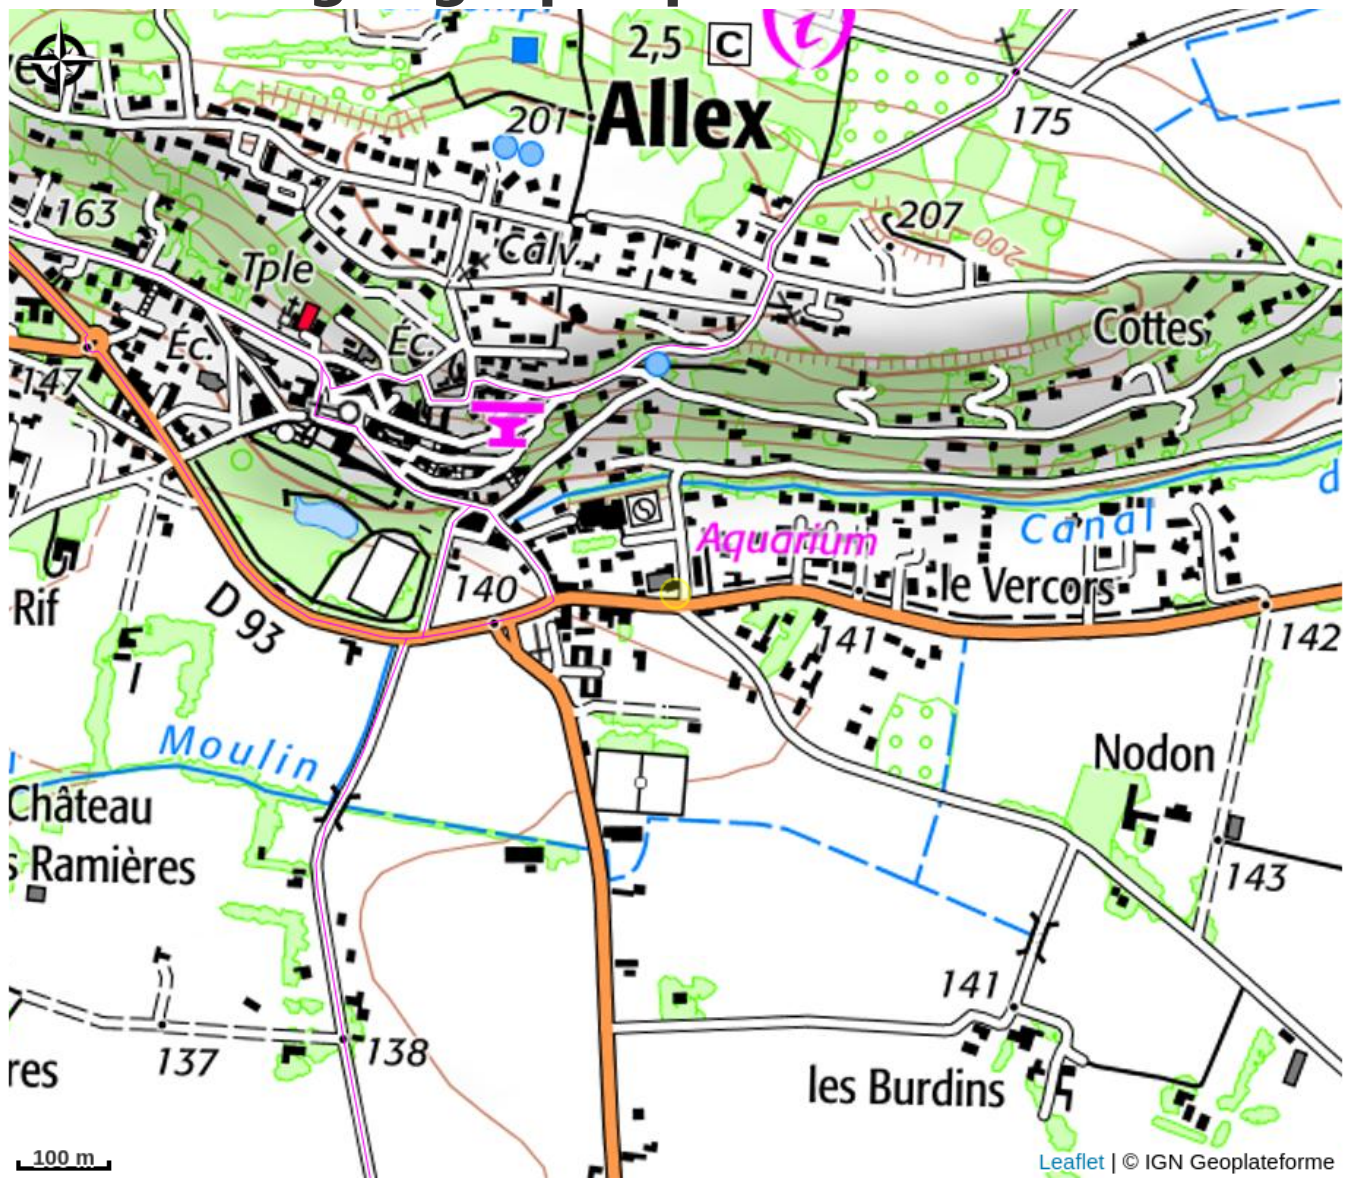 2,5 C
Allex
201
175
163
207
200
Calv.
Tple
Cottes
Éc.
Éc.
147
d
Canal
Aquarium
le Vercors
140
Rif
D 93
141
142
Moulin
Nodon
Château
s Ramières
143
141
137
138
res
les Burdins
100 m
Leaflet | © IGN Geoplateforme